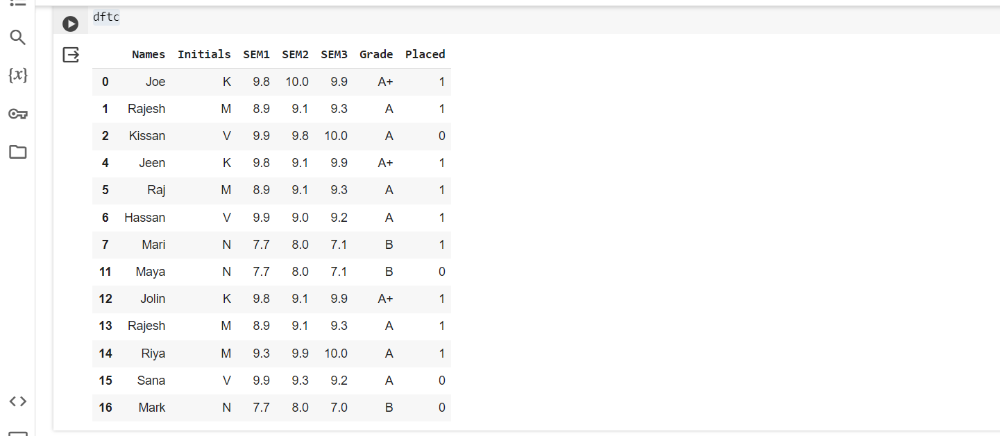 dftc
Names Initials SEM1 SEM2 SEM3 Grade Placed
0 Joe K 9.8 10.0 9.9 A+ 1
1 Rajesh M 8.9 9.1 9.3 A 1
2 Kissan V 9.9 9.8 10.0 A 0
4 Jeen K 9.8 9.1 9.9 A+ 1
5 Raj M 8.9 9.1 9.3 A 1
6 Hassan V 9.9 9.0 9.2 A 1
7 Mari N 7.7 8.0 7.1 B 1
11 Maya N 7.7 8.0 7.1 B 0
12 Jolin K 9.8 9.1 9.9 A+ 1
13 Rajesh M 8.9 9.1 9.3 A 1
14 Riya M 9.3 9.9 10.0 A 1
15 Sana V 9.9 9.3 9.2 A 0
16 Mark N 7.7 8.0 7.0 B 0
{x}